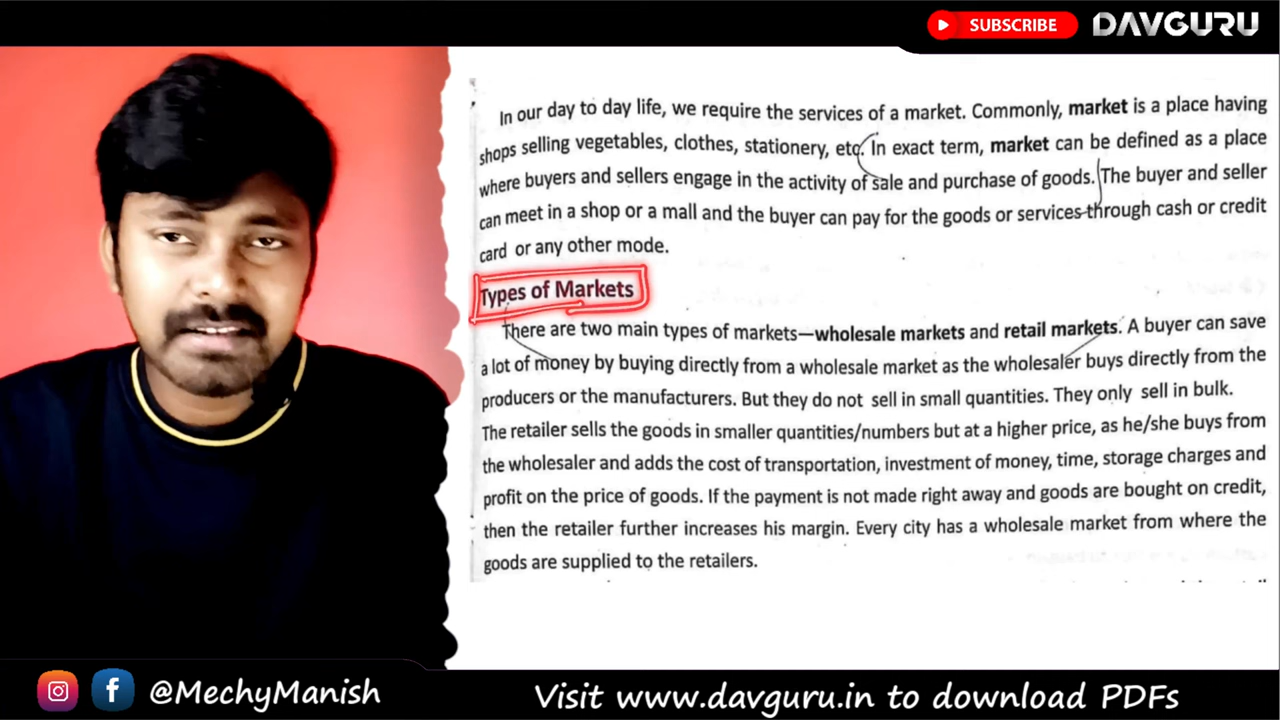 SUBSCRIBE DAVGURU
In our day to day life, we require the services of a market. Commonly, market is a place having
shops selling vegetables, clothes, stationery, etc. In exact term, market can be defined as a place
where buyers and sellers engage in the activity of sale and purchase of goods. The buyer and seller
can meet in a shop or a mall and the buyer can pay for the goods or services through cash or credit
card or any other mode.
Types of Markets
There are two main types of markets—wholesale markets and retail markets. A buyer can save
a lot of money by buying directly from a wholesale market as the wholesaler buys directly from the
producers or the manufacturers. But they do not sell in small quantities. They only sell in bulk.
The retailer sells the goods in smaller quantities/numbers but at a higher price, as he/she buys from
the wholesaler and adds the cost of transportation, investment of money, time, storage charges and
profit on the price of goods. If the payment is not made right away and goods are bought on credit,
then the retailer further increases his margin. Every city has a wholesale market from where the
goods are supplied to the retailers.
@MechyManish Visit www.davguru.in to download PDFs